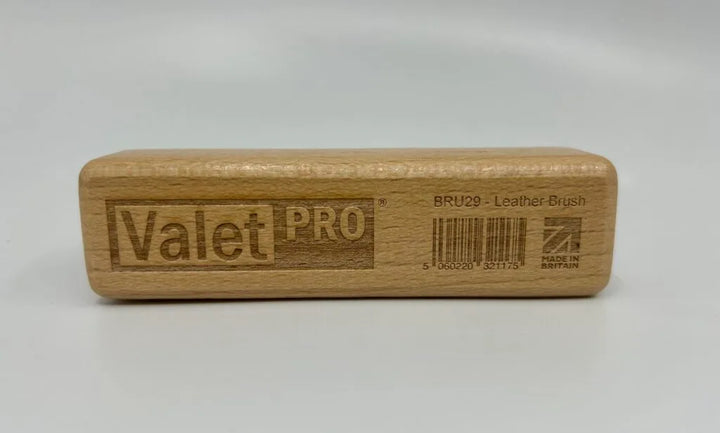 Valet PRO®
BRU29 - Leather Brush
5 060220 321175
MADE IN
BRITAIN